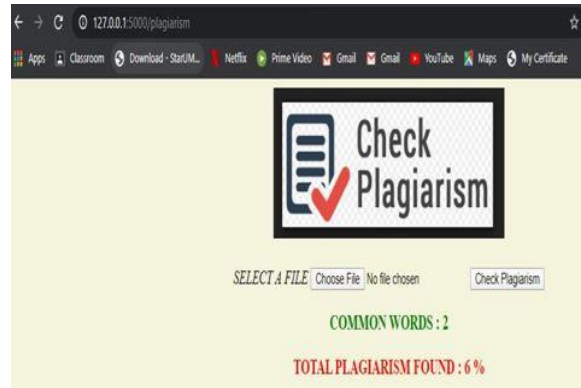 127.0.0.1:5000/plagiarism
Apps Classroom Download - StarUM... Netflix Prime Video Gmail Gmail YouTube Maps My Certificate
Check
Plagiarism
SELECT A FILE Choose File No file chosen Check Plagiarism
COMMON WORDS : 2
TOTAL PLAGIARISM FOUND : 6 %